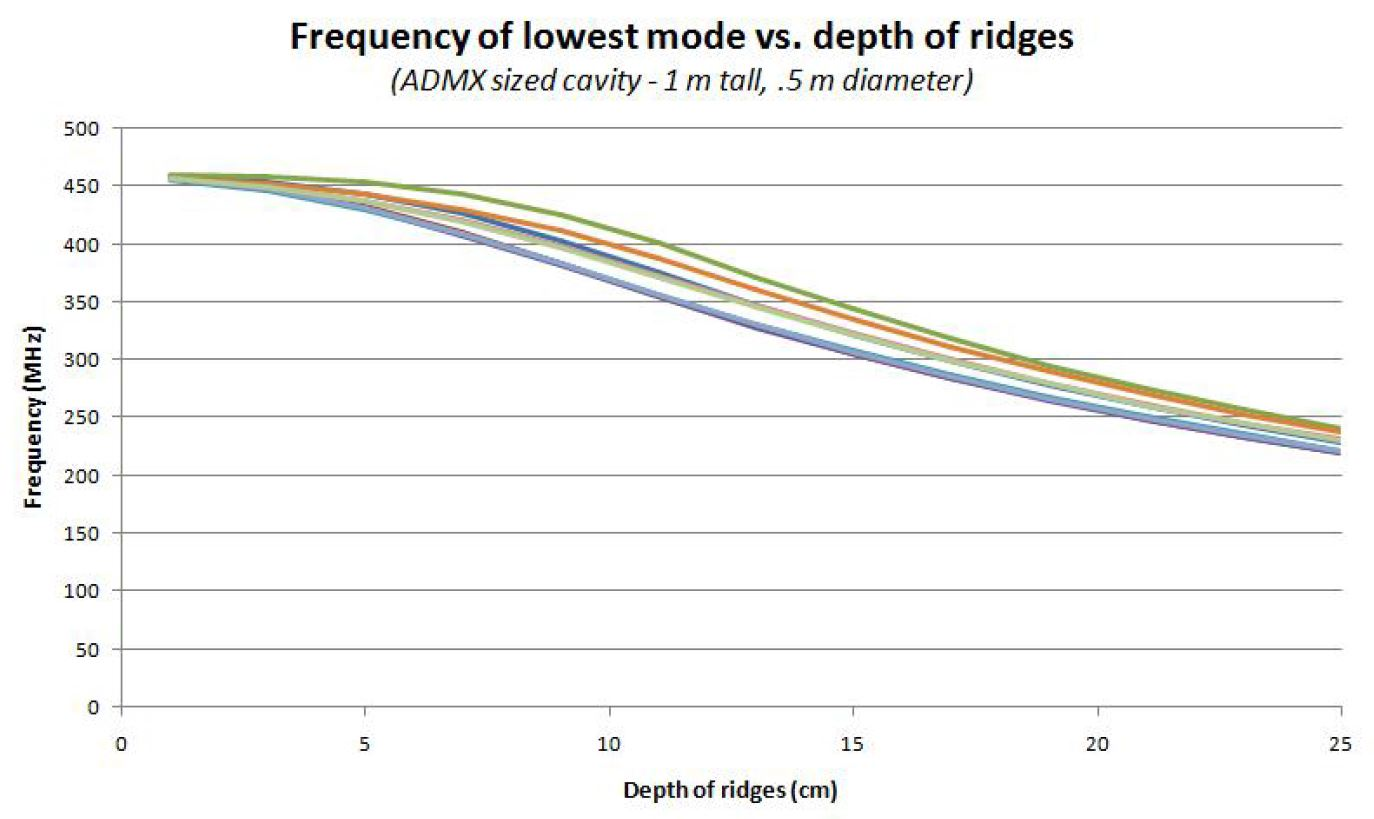 Frequency of lowest mode vs. depth of ridges
(ADMX sized cavity - 1 m tall, .5 m diameter)
500
450
400
350
300
250
200
150
100
50
0
Frequency (MHz)
0 5 10 15 20 25
Depth of ridges (cm)